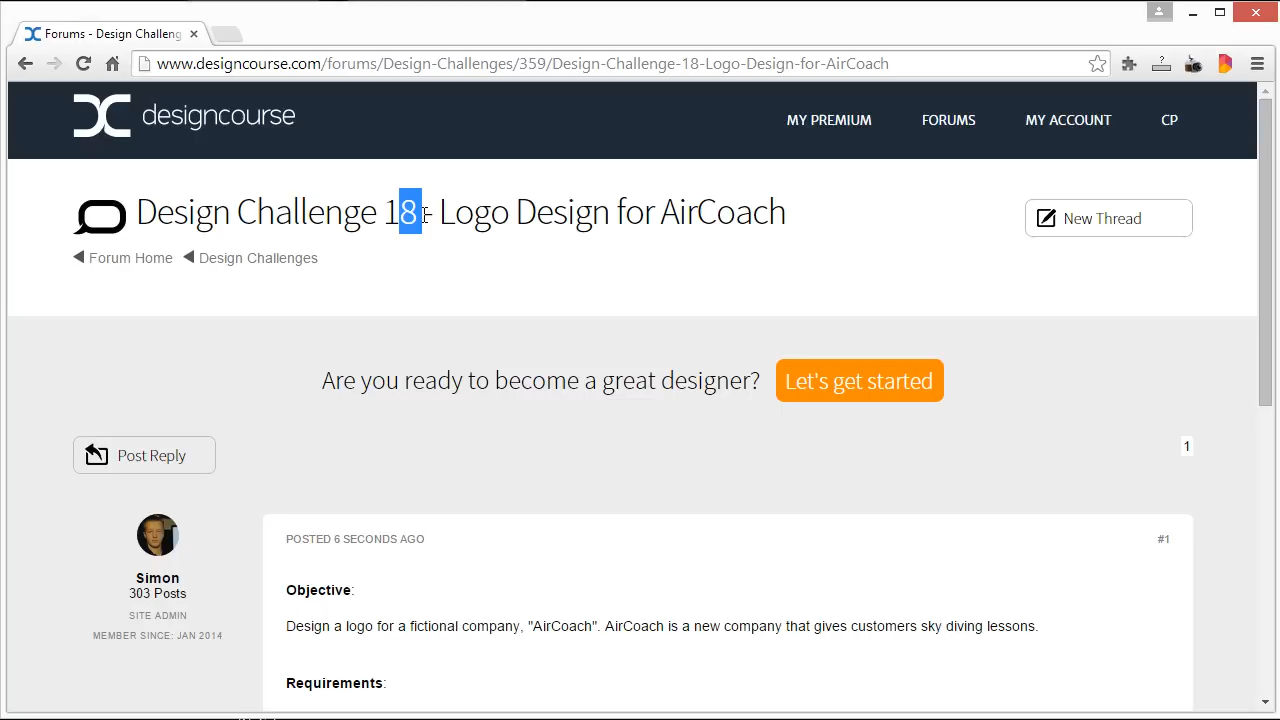 Forums - Design Challeng
www.designcourse.com/forums/Design-Challenges/359/Design-Challenge-18-Logo-Design-for-AirCoach
designcourse
MY PREMIUM FORUMS MY ACCOUNT CP
Design Challenge 18 - Logo Design for AirCoach
New Thread
Forum Home Design Challenges
Are you ready to become a great designer? Let's get started
Post Reply
1
POSTED 6 SECONDS AGO #1
Simon
303 Posts
SITE ADMIN
MEMBER SINCE: JAN 2014
Objective:
Design a logo for a fictional company, "AirCoach". AirCoach is a new company that gives customers sky diving lessons.
Requirements: